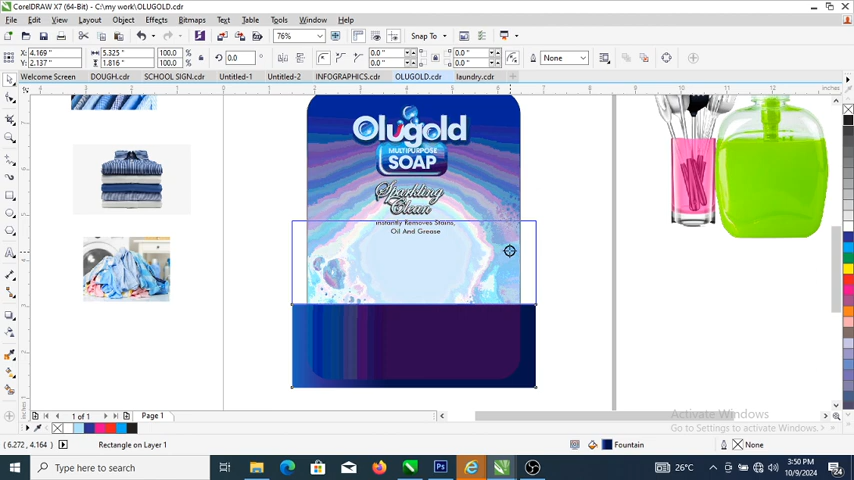 CorelDRAW X7 (64-Bit) - C:\my work\OLUGOLD.cdr
File Edit View Layout Object Effects Bitmaps Text Table Tools Window Help
76% Snap To
X: 4.169 " 5.325 " 100.0 % 0.0 0.0 " 0.0 " 0.0 " 0.0 " None
Y: 2.137 " 1.816 " 100.0 %
Welcome Screen DOUGH.cdr SCHOOL SIGN.cdr Untitled-1 Untitled-2 INFOGRAPHICS.cdr OLUGOLD.cdr laundry.cdr
inches
Olugold
MULTIPURPOSE
SOAP
Sparkling
Clean
Instantly Removes Stains,
Oil And Grease
Activate Windows
Go to Settings to activate Windows.
1 of 1 Page 1
(6.272, 4.164) Rectangle on Layer 1 Fountain None
Type here to search
26°C
3:50 PM
10/9/2024
24